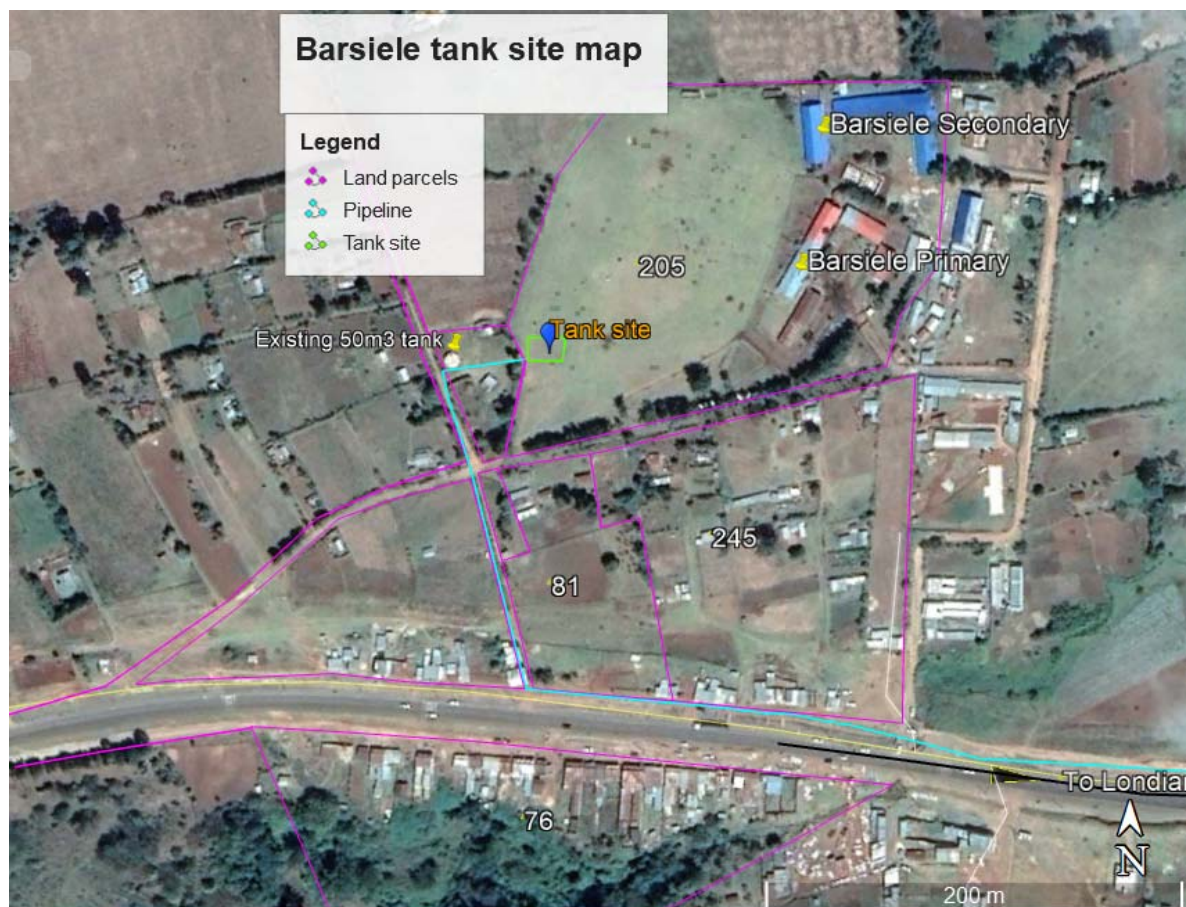 Barsiele tank site map
Legend
Land parcels
Pipeline
Tank site
Barsiele Secondary
205
Barsiele Primary
Existing 50m3 tank
Tank site
245
81
76
To Londian
N
200 m